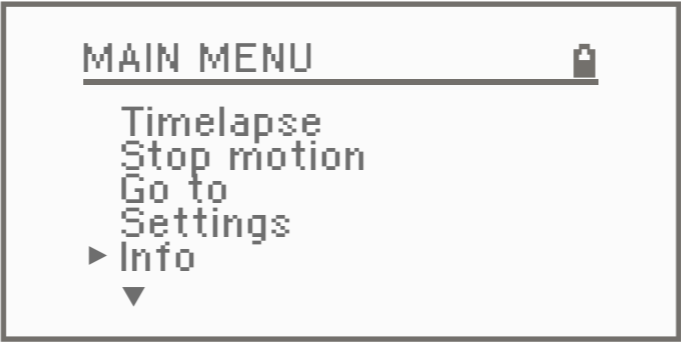 MAIN MENU
Timelapse
Stop motion
Go to
Settings
Info